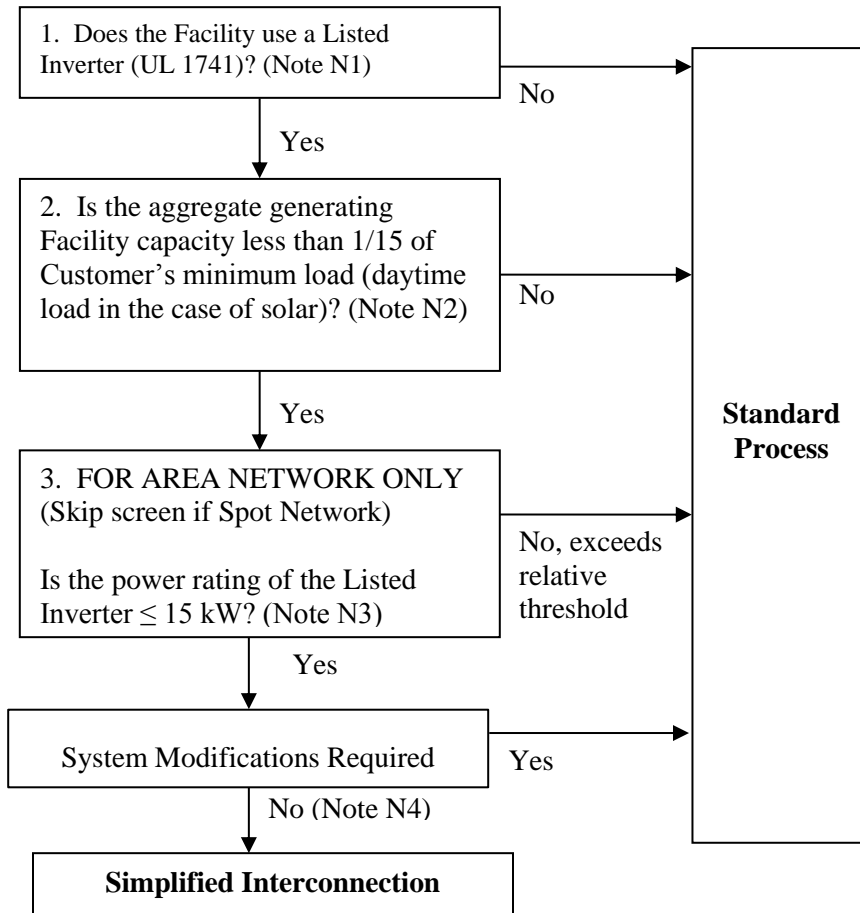 1. Does the Facility use a Listed
Inverter (UL 1741)? (Note N1)
No
Yes
2. Is the aggregate generating
Facility capacity less than 1/15 of
Customer’s minimum load (daytime
load in the case of solar)? (Note N2)
No
Yes
Standard
Process
3. FOR AREA NETWORK ONLY
(Skip screen if Spot Network)
Is the power rating of the Listed
Inverter ≤ 15 kW? (Note N3)
No, exceeds
relative
threshold
Yes
System Modifications Required
Yes
No (Note N4)
Simplified Interconnection